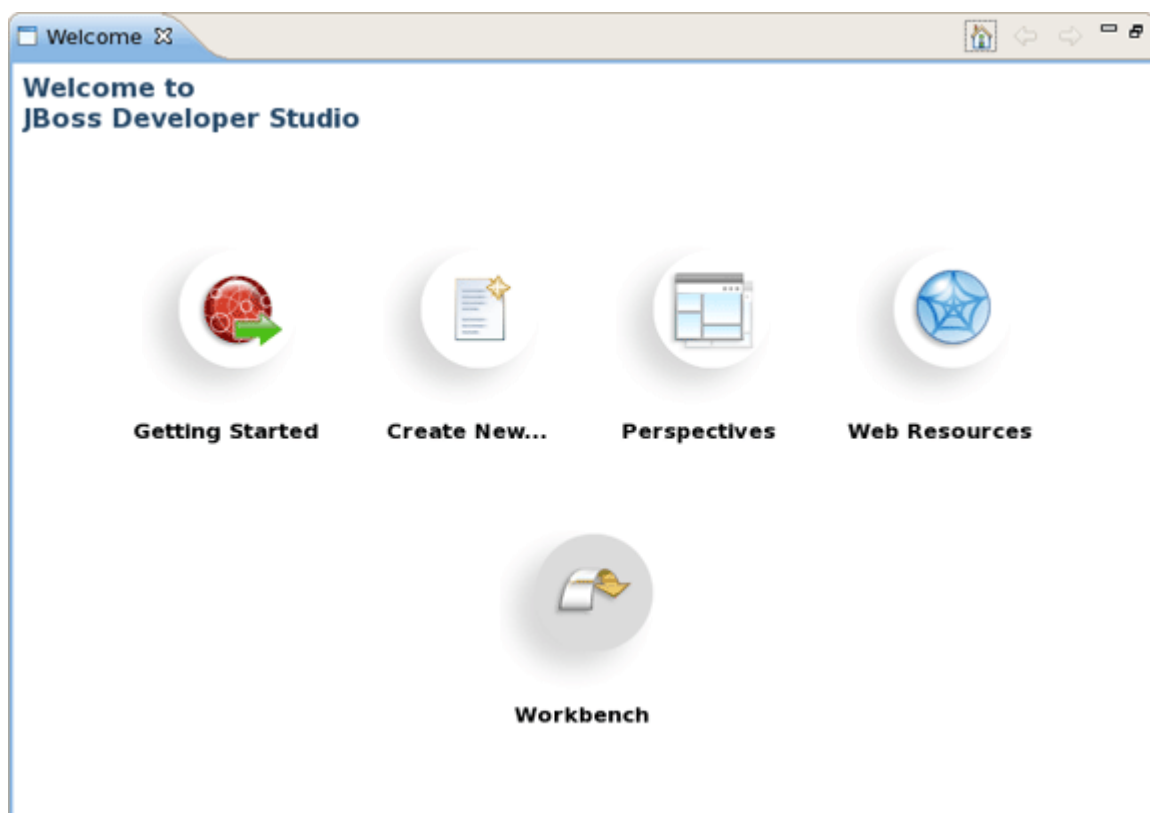 Welcome
Welcome to
JBoss Developer Studio
Getting Started
Create New...
Perspectives
Web Resources
Workbench